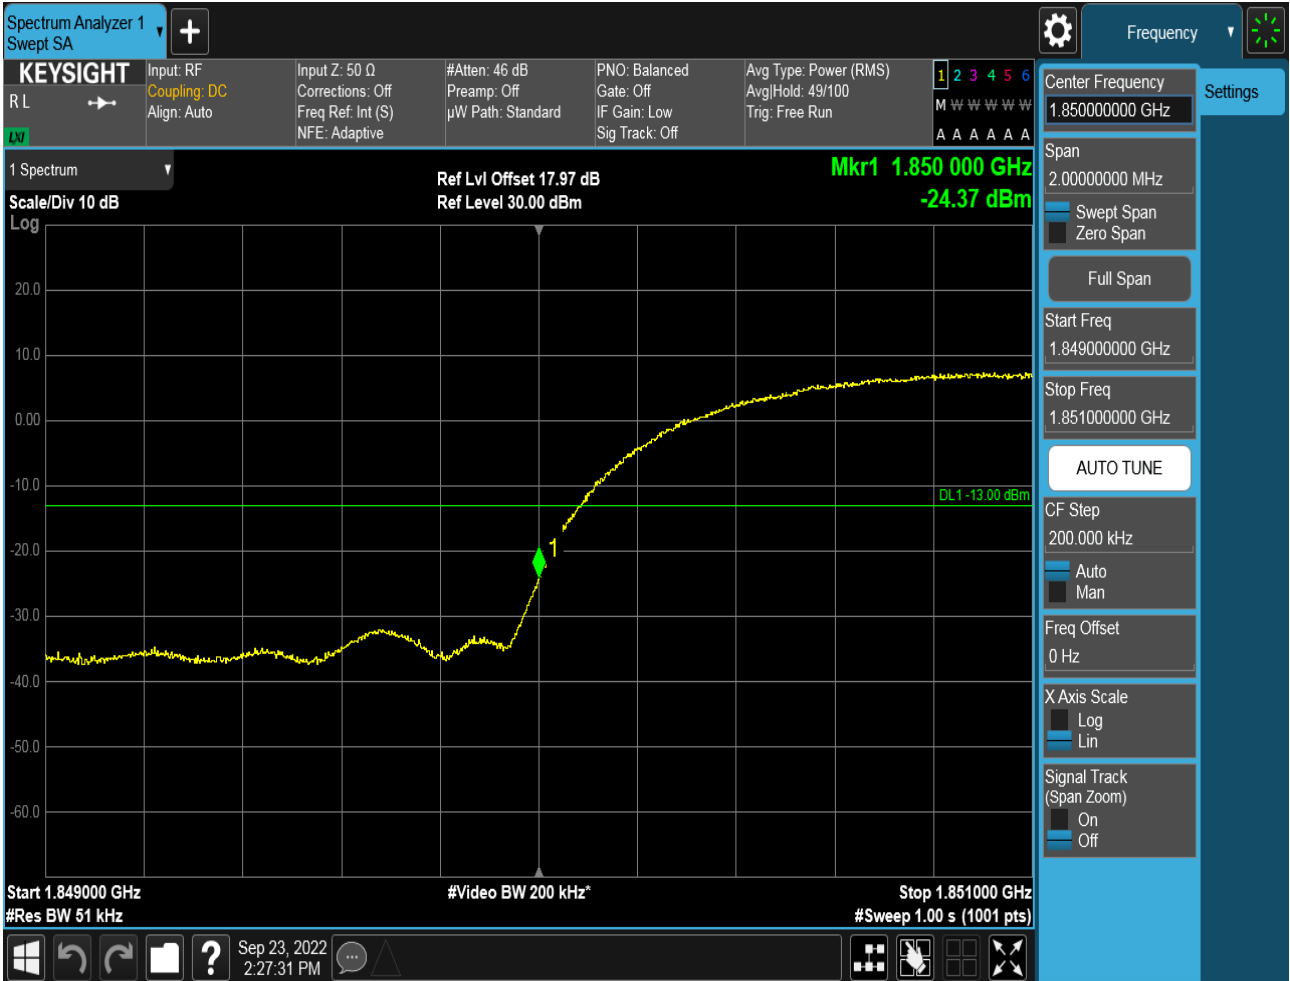 Spectrum Analyzer 1
Swept SA
+
Frequency
KEYSIGHT
R L
LXI
Input: RF
Coupling: DC
Align: Auto
Input Z: 50 Ω
Corrections: Off
Freq Ref: Int (S)
NFE: Adaptive
#Atten: 46 dB
Preamp: Off
µW Path: Standard
PNO: Balanced
Gate: Off
IF Gain: Low
Sig Track: Off
Avg Type: Power (RMS)
Avg|Hold: 49/100
Trig: Free Run
1 2 3 4 5 6
M W W W W W
A A A A A A
1 Spectrum
Scale/Div 10 dB
Log
Ref Lvl Offset 17.97 dB
Ref Level 30.00 dBm
Mkr1 1.850 000 GHz
-24.37 dBm
20.0
10.0
0.00
-10.0
-20.0
-30.0
-40.0
-50.0
-60.0
DL1 -13.00 dBm
1
Start 1.849000 GHz
#Res BW 51 kHz
#Video BW 200 kHz*
Stop 1.851000 GHz
#Sweep 1.00 s (1001 pts)
Center Frequency
1.850000000 GHz
Settings
Span
2.00000000 MHz
Swept Span
Zero Span
Full Span
Start Freq
1.849000000 GHz
Stop Freq
1.851000000 GHz
AUTO TUNE
CF Step
200.000 kHz
Auto
Man
Freq Offset
0 Hz
X Axis Scale
Log
Lin
Signal Track
(Span Zoom)
On
Off
?
Sep 23, 2022
2:27:31 PM